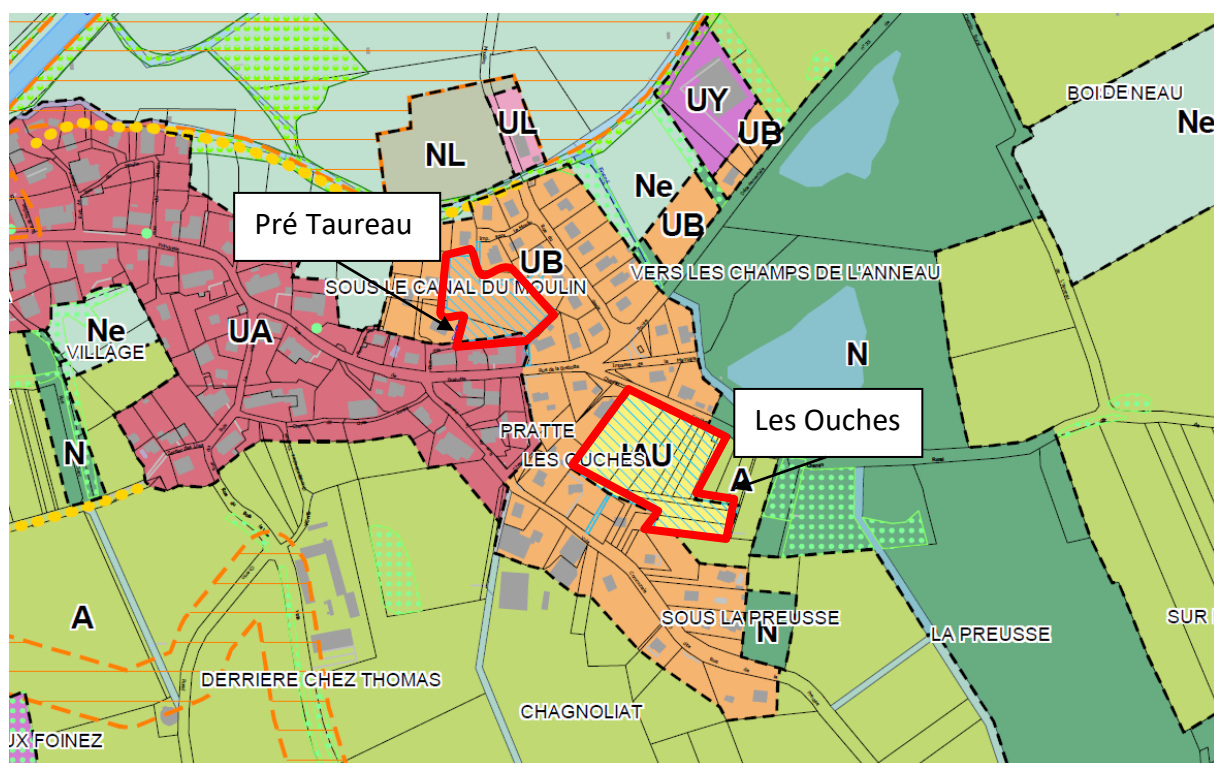 BOIDENEAU
UY
UB
Ne
UL
NL
Ne
UB
Pré Taureau
UB
VERS LES CHAMPS DE L'ANNEAU
SOUS LE CANAL DU MOULIN
Ne
UA
VILLAGE
N
Les Ouches
PRATTE
LES OUCHES
IAU
A
N
A
SOUS LA PREUSSE
N
LA PREUSSE
SUR
DERRIERE CHEZ THOMAS
CHAGNOLIAT
UX FOINEZ